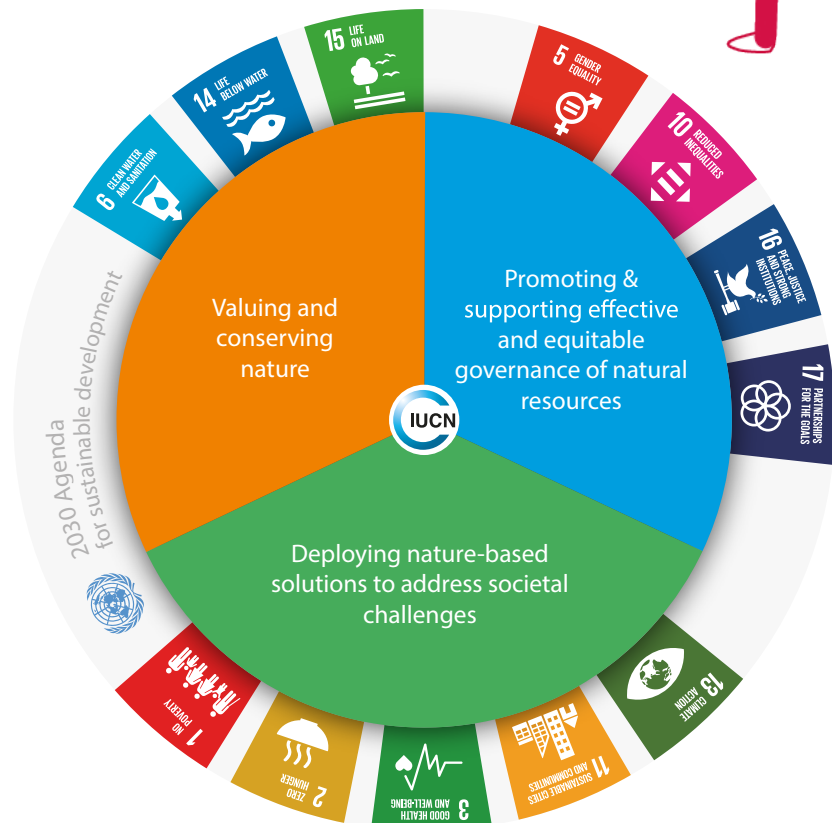 15 LIFE
ON LAND
14 LIFE
BELOW WATER
6 CLEAN WATER
AND SANITATION
5 GENDER
EQUALITY
10 REDUCED
INEQUALITIES
16 PEACE, JUSTICE
AND STRONG
INSTITUTIONS
17 PARTNERSHIPS
FOR THE GOALS
Valuing and
conserving
nature
Promoting &
supporting effective
and equitable
governance of natural
resources
IUCN
Deploying nature-based
solutions to address societal
challenges
2030 Agenda
for sustainable development
1 NO
POVERTY
2 ZERO
HUNGER
3 GOOD HEALTH
AND WELL-BEING
11 SUSTAINABLE CITIES
AND COMMUNITIES
13 CLIMATE
ACTION